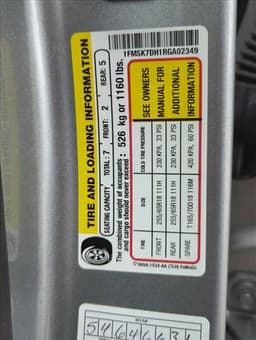 1FMSK7DH1RGA02349
TIRE AND LOADING INFORMATION
SEATING CAPACITY TOTAL: 7 FRONT: 2 REAR: 5
The combined weight of occupants
and cargo should never exceed : 526 kg or 1160 lbs.
TIRE SIZE COLD TIRE PRESSURE
FRONT 255/65R18 111H 230 KPA, 33 PSI
REAR 255/65R18 111H 230 KPA, 33 PSI
SPARE T165/70D18 116M 420 KPA, 60 PSI
SEE OWNERS
MANUAL FOR
ADDITIONAL
INFORMATION